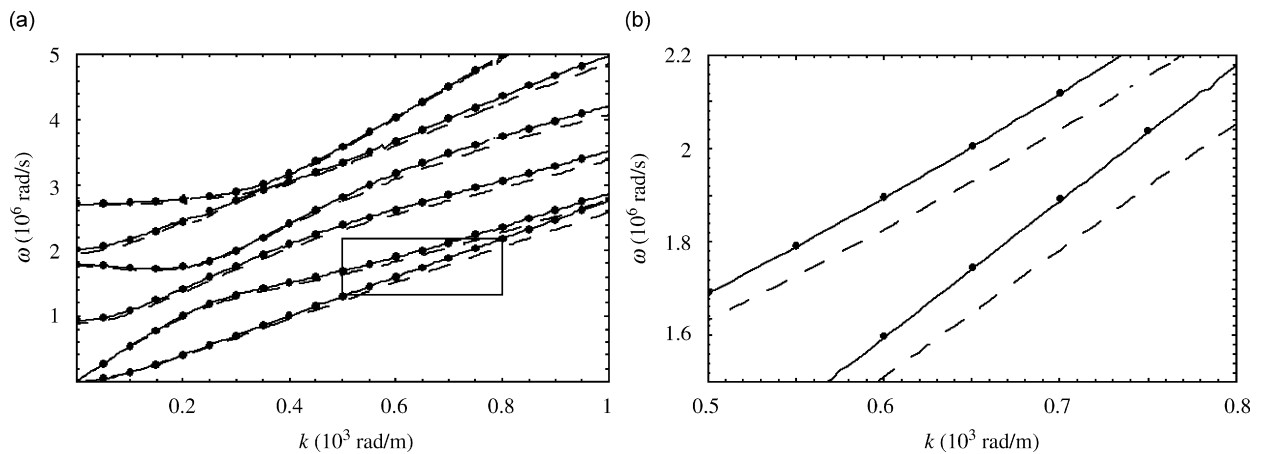 (a)
5
4
3
2
1
ω (10⁶ rad/s)
0.2 0.4 0.6 0.8 1
k (10³ rad/m)
(b)
2.2
2
1.8
1.6
ω (10⁶ rad/s)
0.5 0.6 0.7 0.8
k (10³ rad/m)